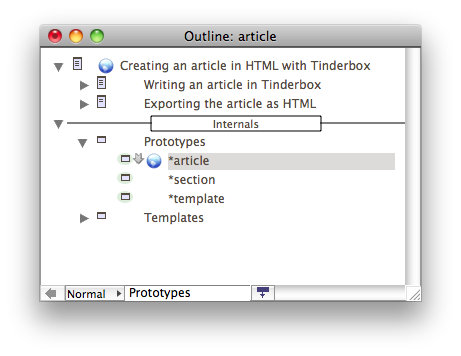 Outline: article
Creating an article in HTML with Tinderbox
Writing an article in Tinderbox
Exporting the article as HTML
Internals
Prototypes
*article
*section
*template
Templates
Normal Prototypes